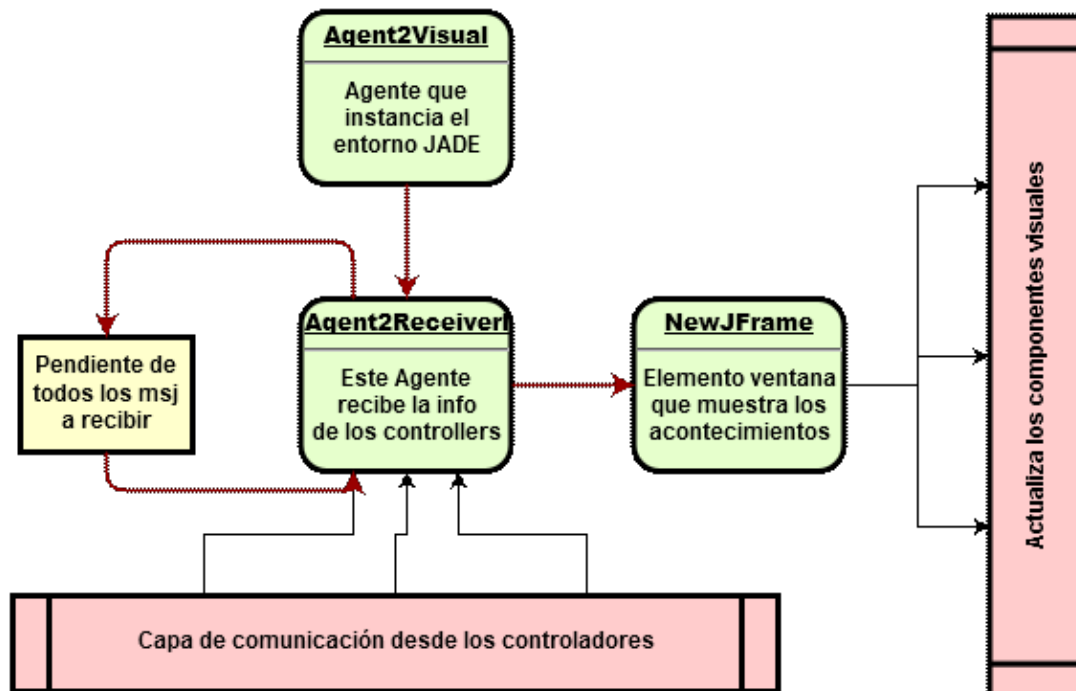 Agent2Visual
Agente que
instancia el
entorno JADE
Agent2Receiver
Este Agente
recibe la info
de los controllers
NewJFrame
Elemento ventana
que muestra los
acontecimientos
Pendiente de
todos los msj
a recibir
Capa de comunicación desde los controladores
Actualiza los componentes visuales